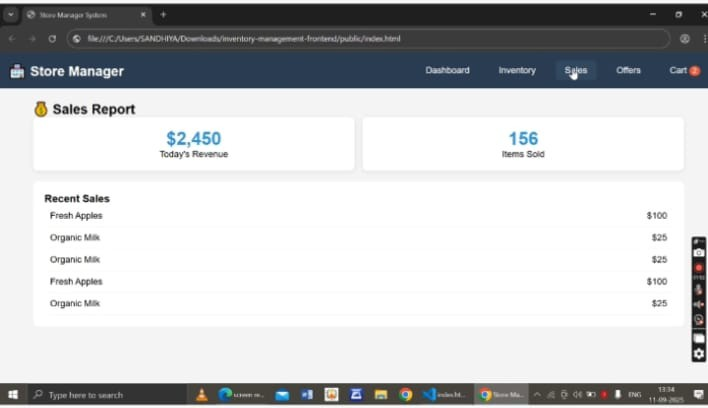 Store Manager System
file:///C:/Users/SANDHIYA/Downloads/inventory-management-frontend/public/index.html
Store Manager
Dashboard Inventory Sales Offers Cart 2
Sales Report
$2,450
Today's Revenue
156
Items Sold
Recent Sales
Fresh Apples $100
Organic Milk $25
Organic Milk $25
Fresh Apples $100
Organic Milk $25
Type here to search
screen re...
index.ht...
Store Ma...
ENG
13:34
11-09-2025